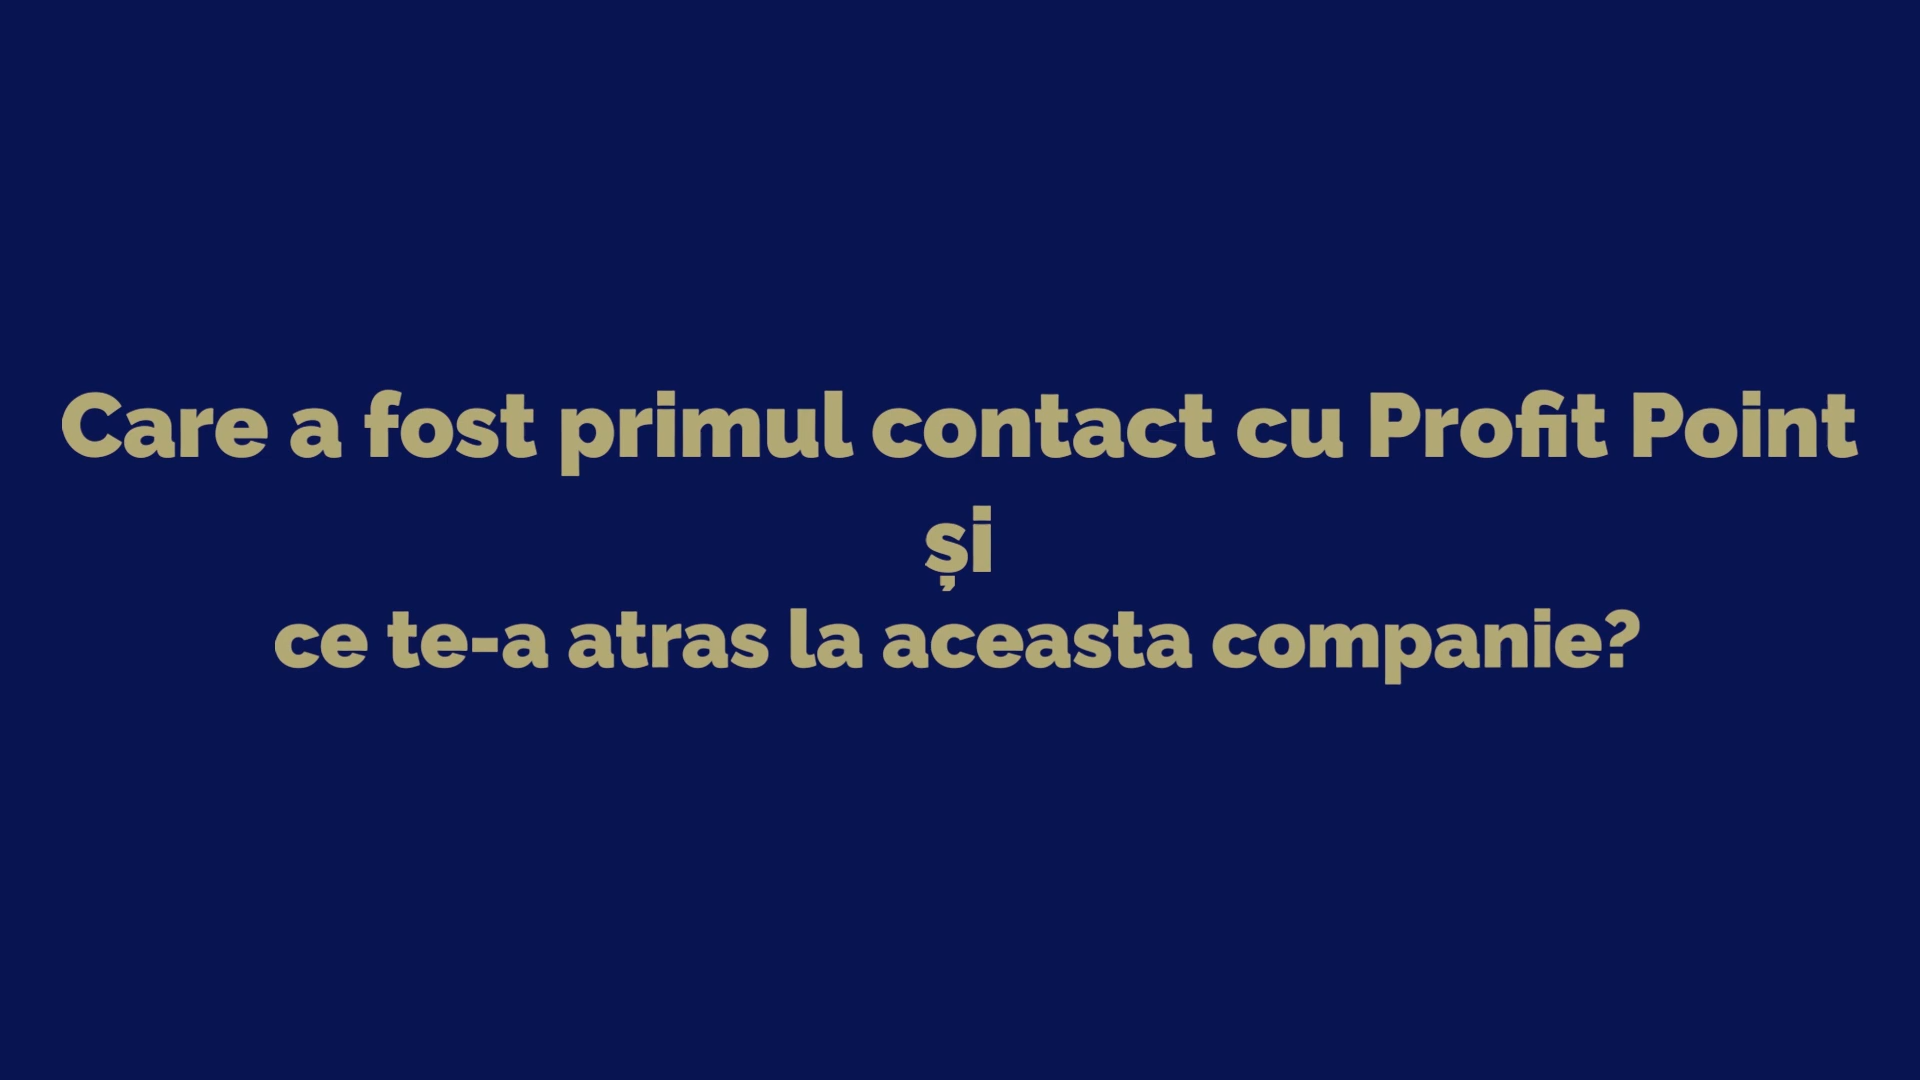 Care a fost primul contact cu Profit Point
și
ce te-a atras la aceasta companie?